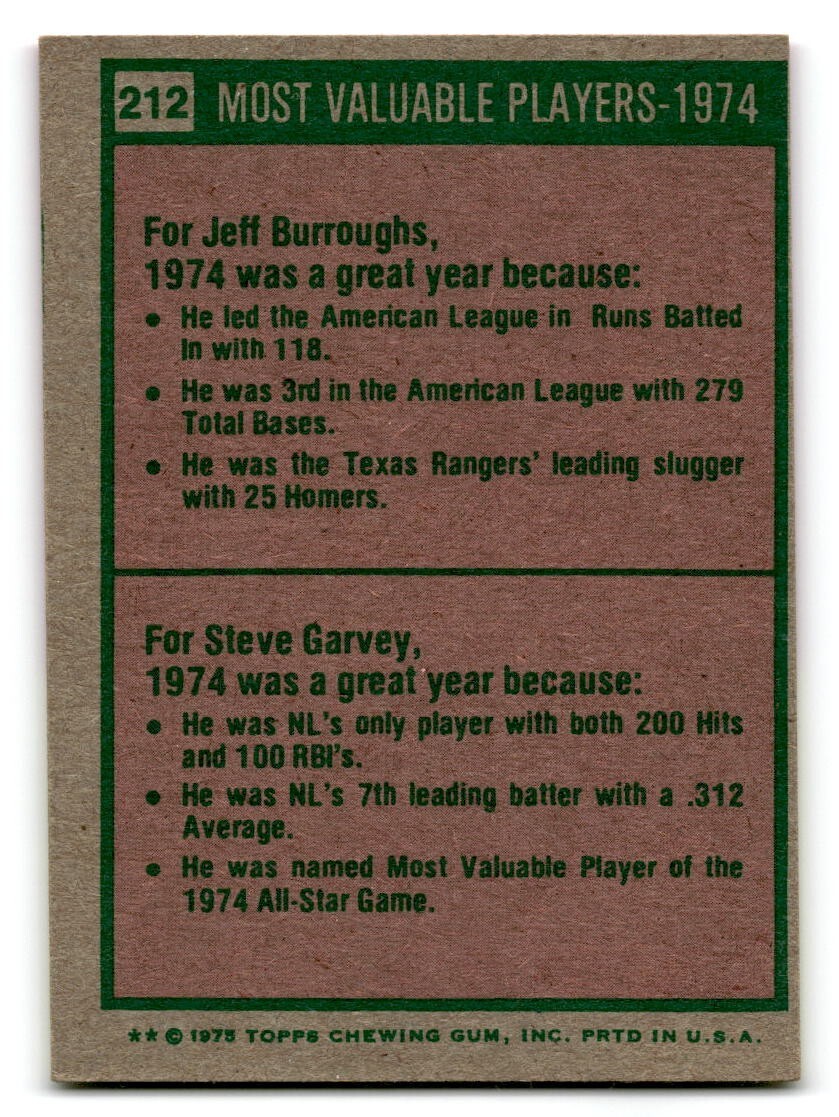 212 MOST VALUABLE PLAYERS-1974
For Jeff Burroughs,
1974 was a great year because:
• He led the American League in Runs Batted
In with 118.
• He was 3rd in the American League with 279
Total Bases.
• He was the Texas Rangers' leading slugger
with 25 Homers.
For Steve Garvey,
1974 was a great year because:
• He was NL's only player with both 200 Hits
and 100 RBI's.
• He was NL's 7th leading batter with a .312
Average.
• He was named Most Valuable Player of the
1974 All-Star Game.
** © 1975 TOPPS CHEWING GUM, INC. PRTD IN U.S.A.